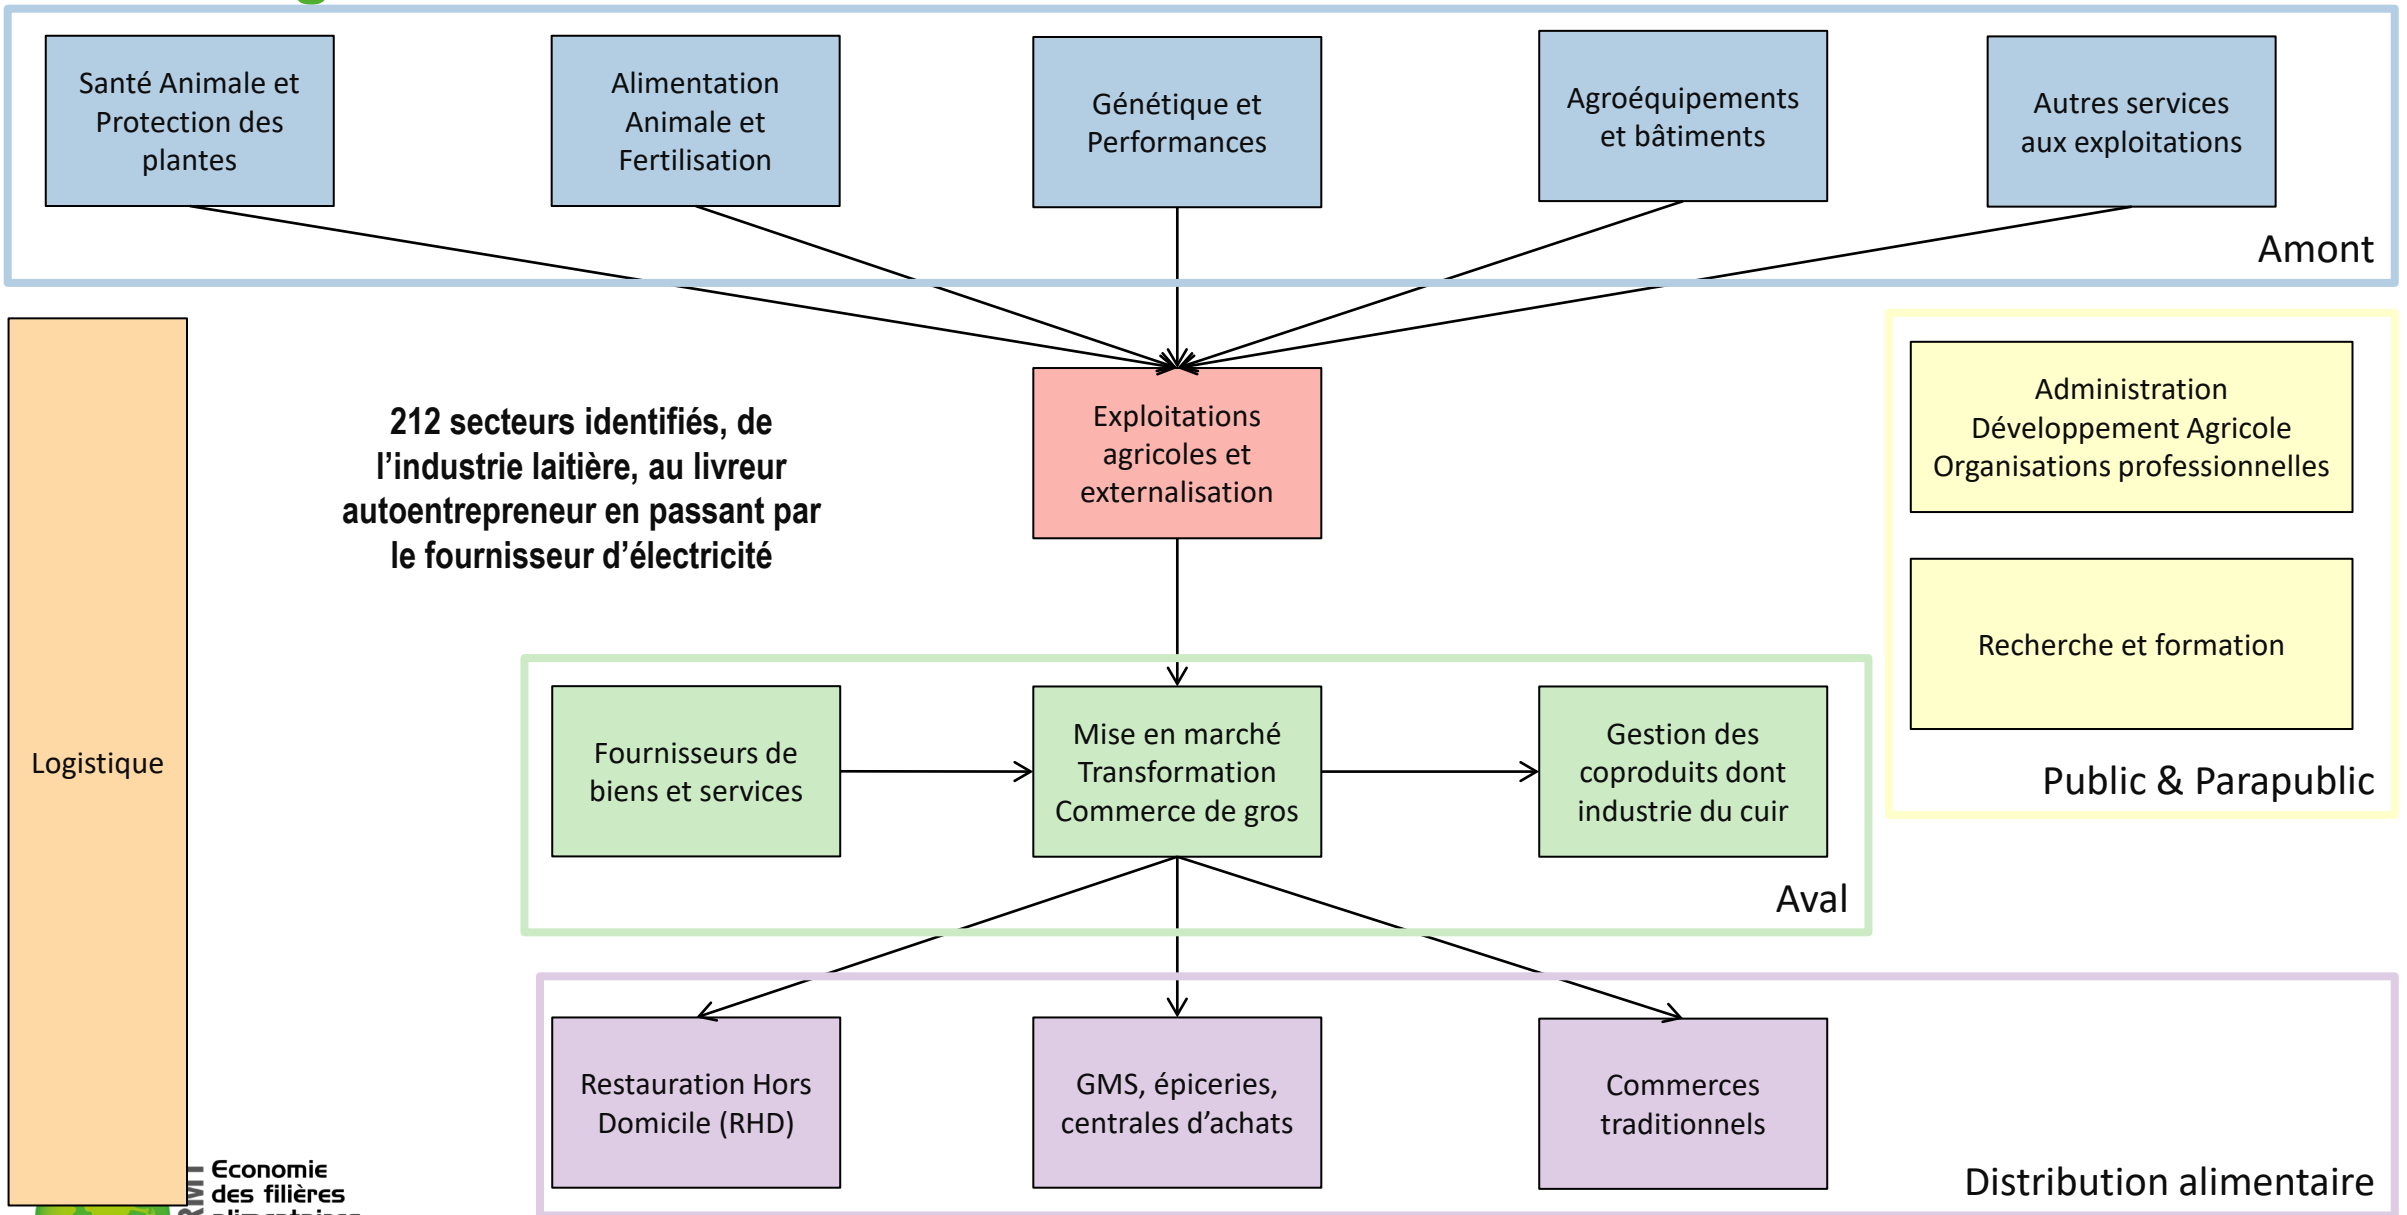 Santé Animale et
Protection des
plantes
Alimentation
Animale et
Fertilisation
Génétique et
Performances
Agroéquipements
et bâtiments
Autres services
aux exploitations
Amont
Logistique
212 secteurs identifiés, de
l’industrie laitière, au livreur
autoentrepreneur en passant par
le fournisseur d’électricité
Exploitations
agricoles et
externalisation
Administration
Développement Agricole
Organisations professionnelles
Recherche et formation
Public & Parapublic
Fournisseurs de
biens et services
Mise en marché
Transformation
Commerce de gros
Gestion des
coproduits dont
industrie du cuir
Aval
Restauration Hors
Domicile (RHD)
GMS, épiceries,
centrales d’achats
Commerces
traditionnels
Distribution alimentaire
RMT
Economie
des filières
alimentaires